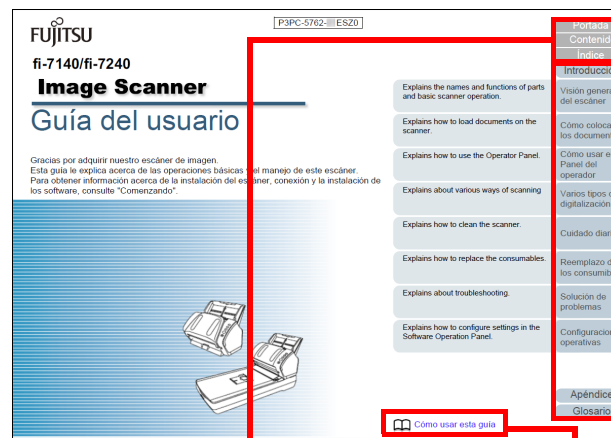 FUJITSU
P3PC-5762- ESZ0
fi-7140/fi-7240
Image Scanner
Guía del usuario
Gracias por adquirir nuestro escáner de imagen.
Esta guía le explica acerca de las operaciones básicas y el manejo de este escáner.
Para obtener información acerca de la instalación del escáner, conexión y la instalación de
los software, consulte "Comenzando".
Explains the names and functions of parts
and basic scanner operation.
Explains how to load documents on the
scanner.
Explains how to use the Operator Panel.
Explains about various ways of scanning
Explains how to clean the scanner.
Explains how to replace the consumables.
Explains about troubleshooting.
Explains how to configure settings in the
Software Operation Panel.
Cómo usar esta guía
Portada
Contenid
Índice
Introducció
Visión genera
del escáner
Cómo coloca
los document
Cómo usar e
Panel del
operador
Varios tipos d
digitalización
Cuidado diar
Reemplazo d
los consumib
Solución de
problemas
Configuracion
operativas
Apéndice
Glosario